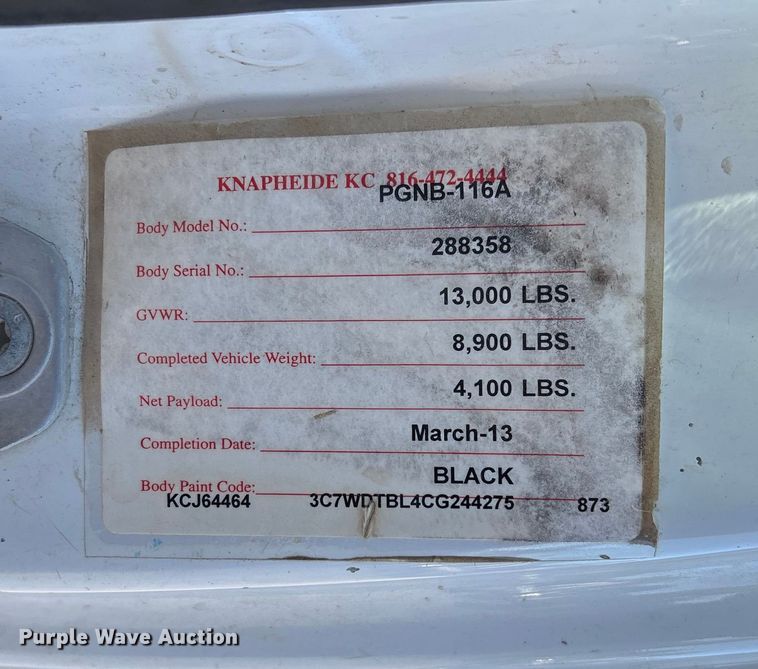 KNAPHEIDE KC 816-472-4444
Body Model No.: PGNB-116A
Body Serial No.: 288358
GVWR: 13,000 LBS.
Completed Vehicle Weight: 8,900 LBS.
Net Payload: 4,100 LBS.
Completion Date: March-13
Body Paint Code: BLACK
KCJ64464 3C7WDTBL4CG244275 873
Purple Wave Auction